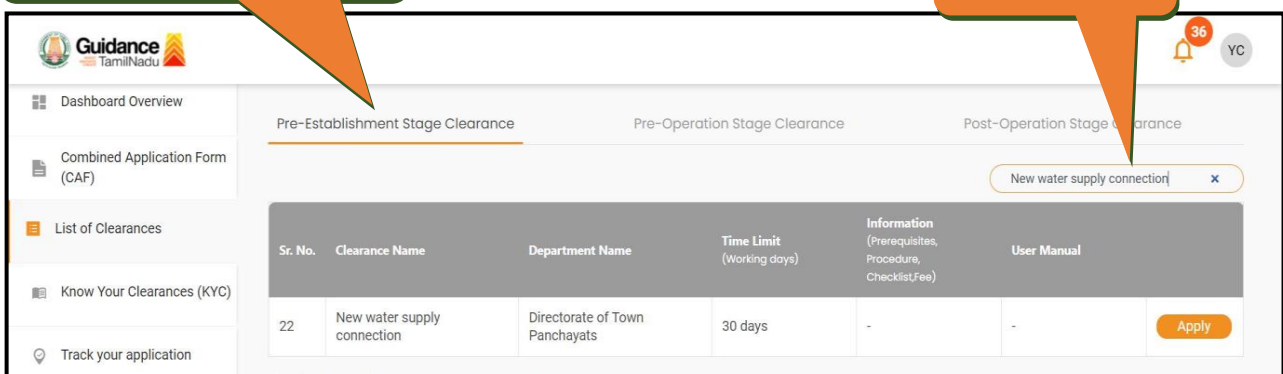 Guidance
TamilNadu
36
YC
Dashboard Overview
Combined Application Form
(CAF)
List of Clearances
Know Your Clearances (KYC)
Track your application
Pre-Establishment Stage Clearance
Pre-Operation Stage Clearance
Post-Operation Stage
New water supply connection ×
Sr. No.
Clearance Name
Department Name
Time Limit
(Working days)
Information
(Prerequisites,
Procedure,
Checklist,Fee)
User Manual
22
New water supply
connection
Directorate of Town
Panchayats
30 days
-
-
Apply